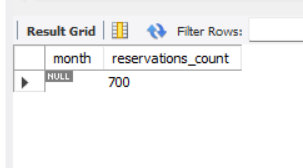 Result Grid Filter Rows:
month reservations_count
NULL 700